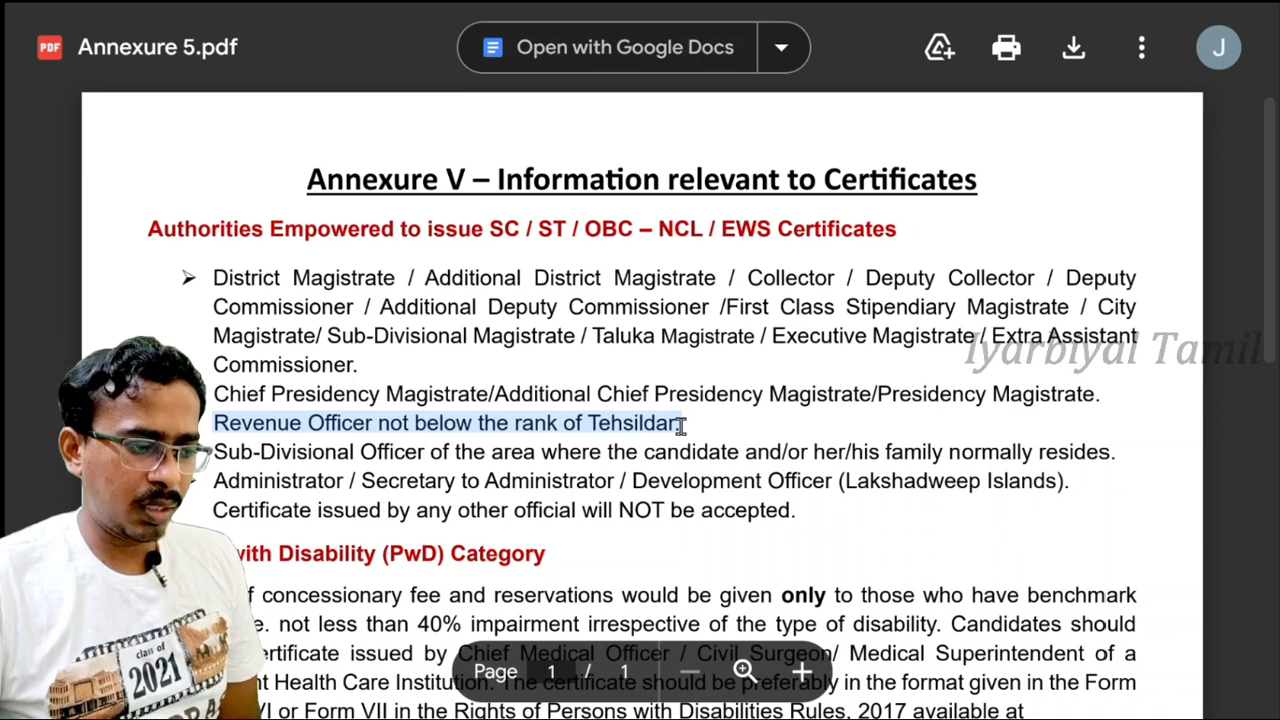 PDF
Annexure 5.pdf
Open with Google Docs
J
Annexure V – Information relevant to Certificates
Authorities Empowered to issue SC / ST / OBC – NCL / EWS Certificates
➢ District Magistrate / Additional District Magistrate / Collector / Deputy Collector / Deputy
Commissioner / Additional Deputy Commissioner /First Class Stipendiary Magistrate / City
Magistrate/ Sub-Divisional Magistrate / Taluka Magistrate / Executive Magistrate / Extra Assistant
Iyarbiyal Tamil
Commissioner.
Chief Presidency Magistrate/Additional Chief Presidency Magistrate/Presidency Magistrate.
Revenue Officer not below the rank of Tehsildar.
Sub-Divisional Officer of the area where the candidate and/or her/his family normally resides.
Administrator / Secretary to Administrator / Development Officer (Lakshadweep Islands).
Certificate issued by any other official will NOT be accepted.
with Disability (PwD) Category
concessionary fee and reservations would be given only to those who have benchmark
not less than 40% impairment irrespective of the type of disability. Candidates should
issued by Chief Medical Officer / Civil Surgeon/ Medical Superintendent of a
Health Care Institution. The certificate should be preferably in the format given in the Form
VI or Form VII in the Rights of Persons with Disabilities Rules, 2017 available at
Page 1 / 1
class of
2021